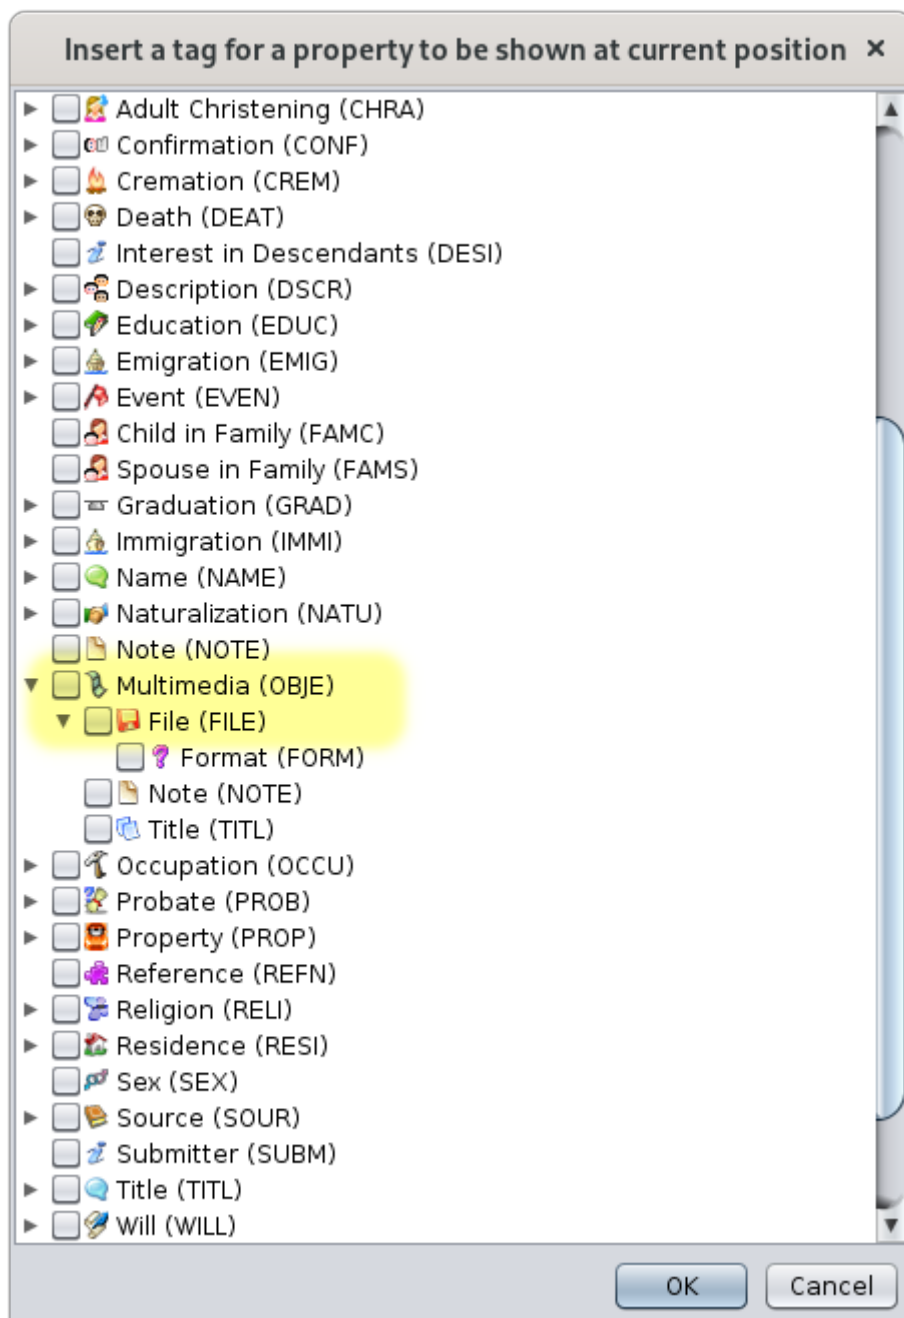 Insert a tag for a property to be shown at current position ×
Adult Christening (CHRA)
Confirmation (CONF)
Cremation (CREM)
Death (DEAT)
Interest in Descendants (DESI)
Description (DSCR)
Education (EDUC)
Emigration (EMIG)
Event (EVEN)
Child in Family (FAMC)
Spouse in Family (FAMS)
Graduation (GRAD)
Immigration (IMMI)
Name (NAME)
Naturalization (NATU)
Note (NOTE)
Multimedia (OBJE)
File (FILE)
Format (FORM)
Note (NOTE)
Title (TITL)
Occupation (OCCU)
Probate (PROB)
Property (PROP)
Reference (REFN)
Religion (RELI)
Residence (RESI)
Sex (SEX)
Source (SOUR)
Submitter (SUBM)
Title (TITL)
Will (WILL)
OK Cancel